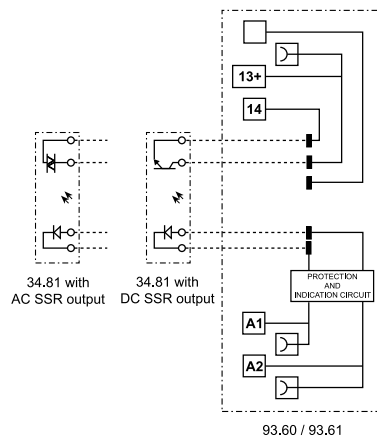 13+
14
PROTECTION
AND
INDICATION CIRCUIT
A1
A2
34.81 with
AC SSR output
34.81 with
DC SSR output
93.60 / 93.61